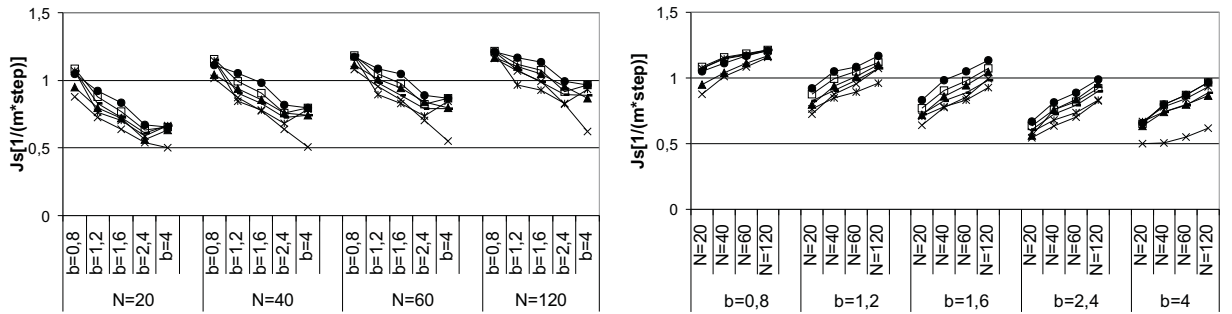 1,5
1
0,5
0
Js[1/(m*step)]
b=0,8 b=1,2 b=1,6 b=2,4 b=4 b=0,8 b=1,2 b=1,6 b=2,4 b=4 b=0,8 b=1,2 b=1,6 b=2,4 b=4 b=0,8 b=1,2 b=1,6 b=2,4 b=4
N=20 N=40 N=60 N=120
1,5
1
0,5
0
Js[1/(m*step)]
N=20 N=40 N=60 N=120 N=20 N=40 N=60 N=120 N=20 N=40 N=60 N=120 N=20 N=40 N=60 N=120 N=20 N=40 N=60 N=120
b=0,8 b=1,2 b=1,6 b=2,4 b=4